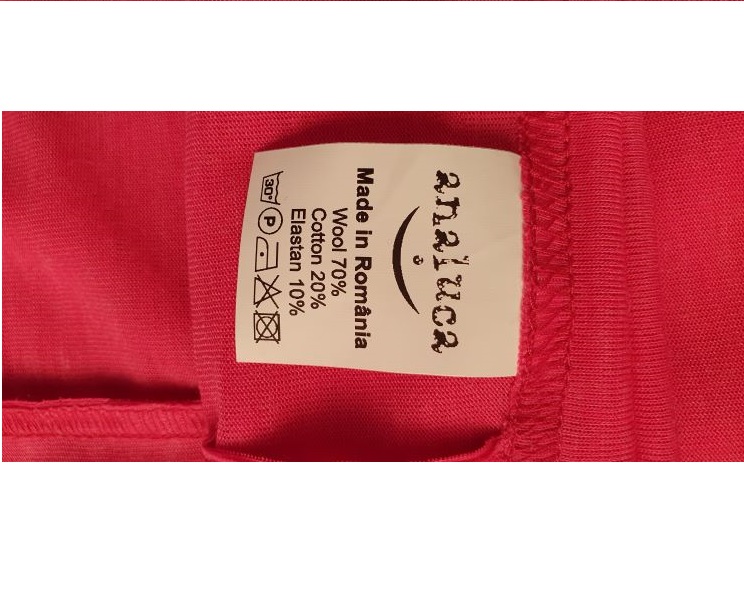 analuca
Made in România
Wool 70%
Cotton 20%
Elastan 10%
30°
P